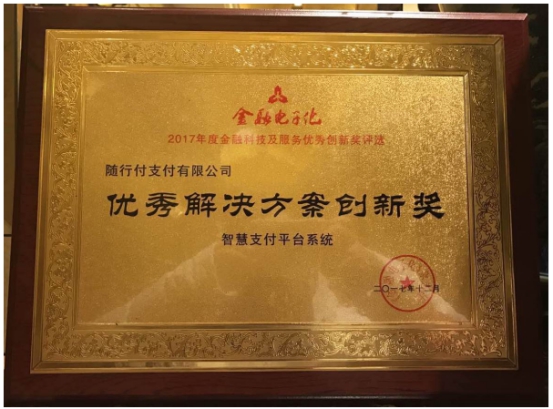 金融电子化
2017年度金融科技及服务优秀创新奖评选
随行付支付有限公司
优秀解决方案创新奖
智慧支付平台系统
二〇一七年十二月